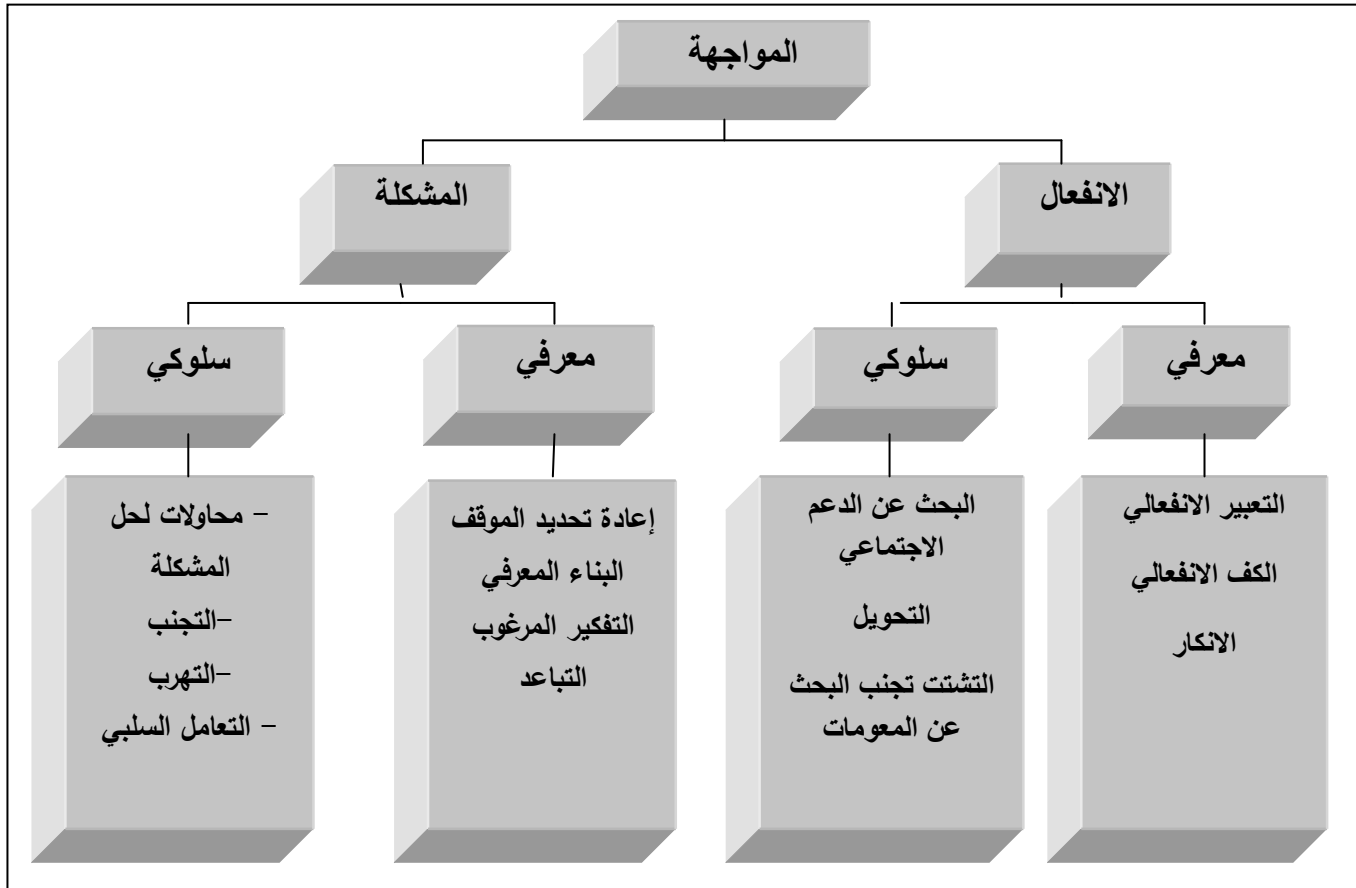 المواجهة
الانفعال
المشكلة
معرفي
سلوكي
معرفي
سلوكي
التعبير الانفعالي
الكف الانفعالي
الانكار
البحث عن الدعم
الاجتماعي
التحويل
التشتت تجنب البحث
عن المعومات
إعادة تحديد الموقف
البناء المعرفي
التفكير المرغوب
التباعد
- محاولات لحل
المشكلة
-التجنب
-التهرب
- التعامل السلبي